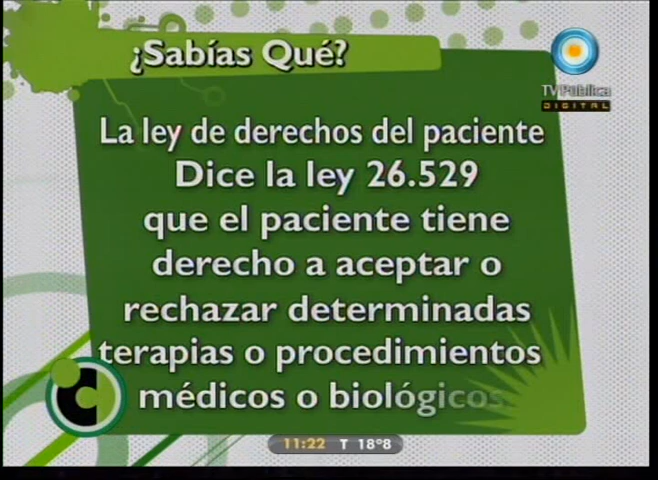 ¿Sabías Qué?
TV Pública
DIGITAL
La ley de derechos del paciente
Dice la ley 26.529
que el paciente tiene
derecho a aceptar o
rechazar determinadas
terapias o procedimientos
médicos o biológicos
11:22 T 18°8